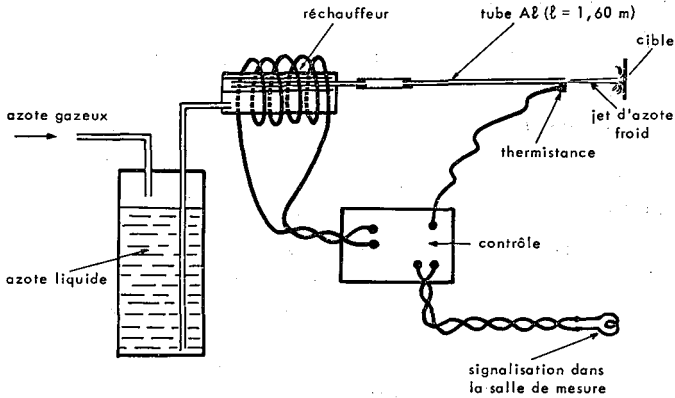 réchauffeur
tube Aℓ (ℓ = 1,60 m)
cible
azote gazeux
jet d'azote
froid
thermistance
contrôle
azote liquide
signalisation dans
la salle de mesure